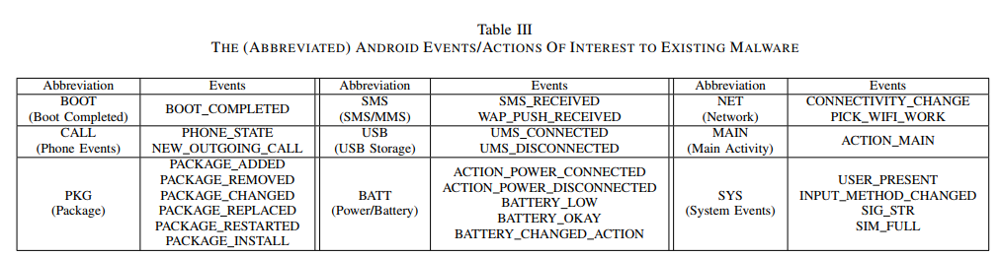 Table III
THE (ABBREVIATED) ANDROID EVENTS/ACTIONS OF INTEREST TO EXISTING MALWARE
Abbreviation Events Abbreviation Events Abbreviation Events
BOOT
(Boot Completed)
BOOT_COMPLETED
SMS
(SMS/MMS)
SMS_RECEIVED
WAP_PUSH_RECEIVED
NET
(Network)
CONNECTIVITY_CHANGE
PICK_WIFI_WORK
CALL
(Phone Events)
PHONE_STATE
NEW_OUTGOING_CALL
USB
(USB Storage)
UMS_CONNECTED
UMS_DISCONNECTED
MAIN
(Main Activity)
ACTION_MAIN
PKG
(Package)
PACKAGE_ADDED
PACKAGE_REMOVED
PACKAGE_CHANGED
PACKAGE_REPLACED
PACKAGE_RESTARTED
PACKAGE_INSTALL
BATT
(Power/Battery)
ACTION_POWER_CONNECTED
ACTION_POWER_DISCONNECTED
BATTERY_LOW
BATTERY_OKAY
BATTERY_CHANGED_ACTION
SYS
(System Events)
USER_PRESENT
INPUT_METHOD_CHANGED
SIG_STR
SIM_FULL